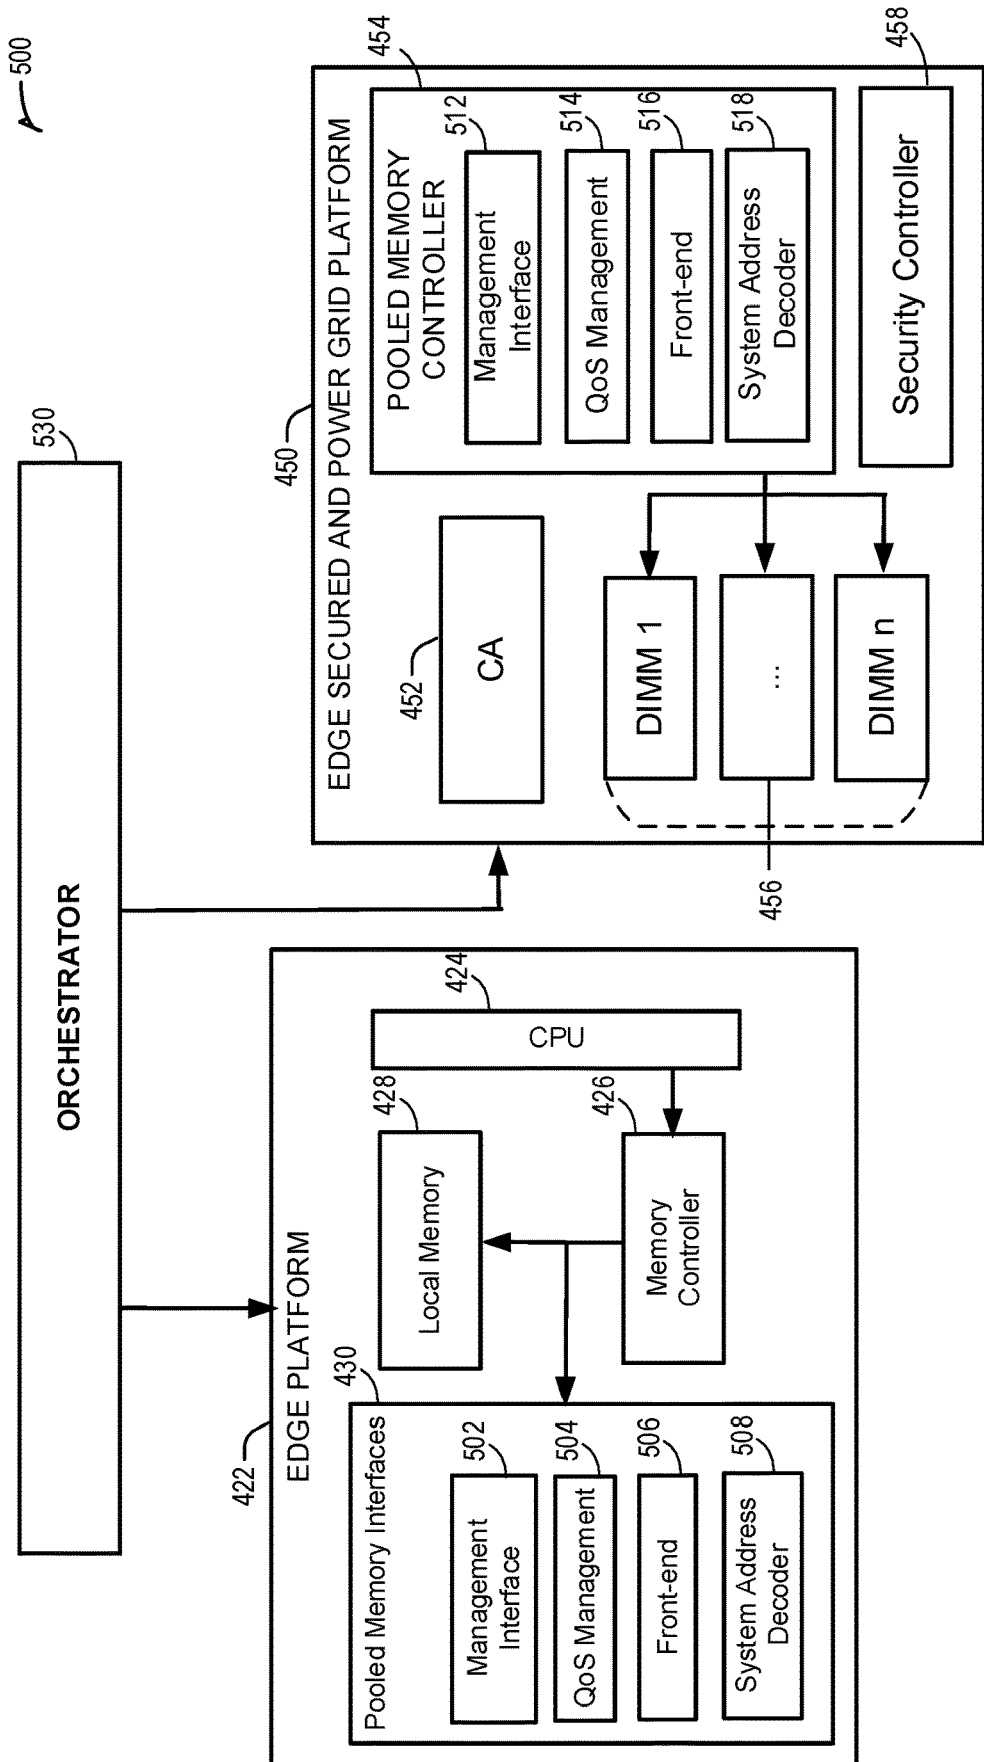 500
530
ORCHESTRATOR
422
EDGE PLATFORM
430
Pooled Memory Interfaces
502
Management
Interface
504
QoS Management
506
Front-end
508
System Address
Decoder
428
Local Memory
426
Memory
Controller
424
CPU
450
EDGE SECURED AND POWER GRID PLATFORM
452
CA
454
POOLED MEMORY
CONTROLLER
512
Management
Interface
514
QoS Management
516
Front-end
518
System Address
Decoder
456
DIMM 1
...
DIMM n
458
Security Controller